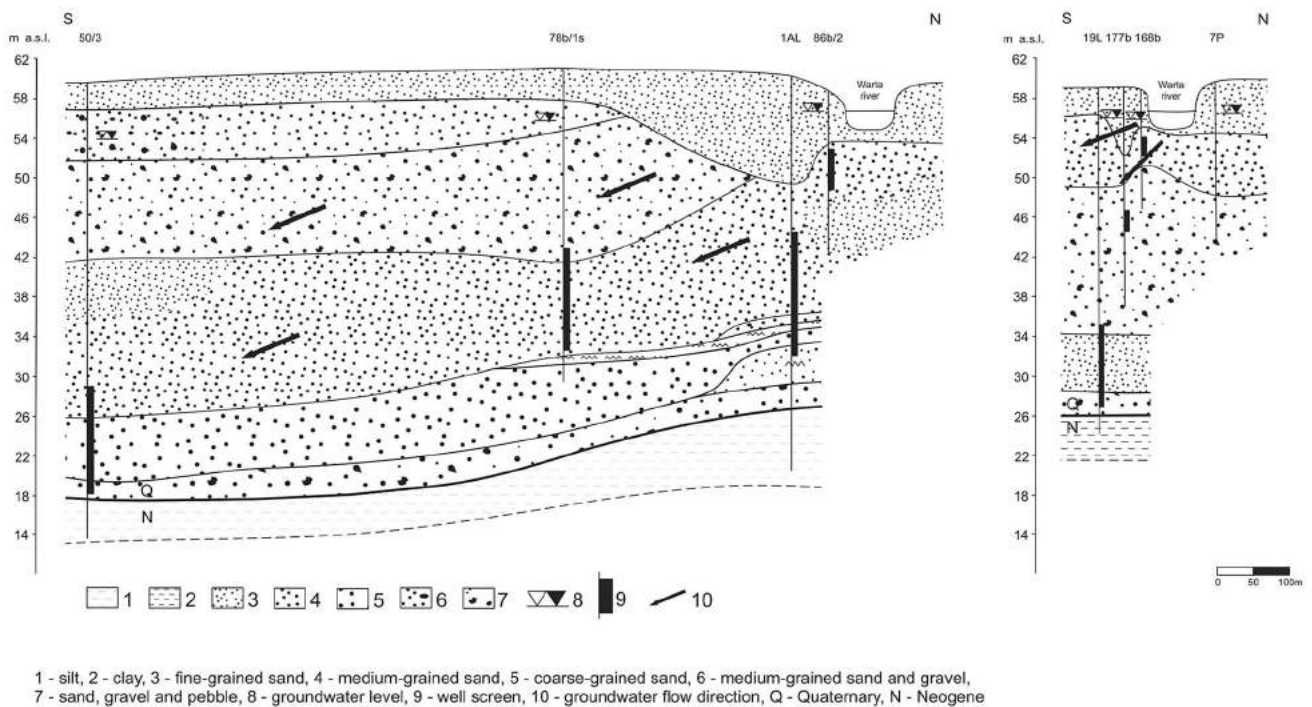 S N S N
m a.s.l. 50/3 78b/1s 1AL 86b/2 m a.s.l. 19L 177b 168b 7P
62 62
Warta river Warta river
58 58
54 54
50 50
46 46
42 42
38 38
34 34
30 30
26 Q 26
N
22 22
18 Q 18
N
14 14
0 50 100m
1 2 3 4 5 6 7 8 9 10
1 - silt, 2 - clay, 3 - fine-grained sand, 4 - medium-grained sand, 5 - coarse-grained sand, 6 - medium-grained sand and gravel,
7 - sand, gravel and pebble, 8 - groundwater level, 9 - well screen, 10 - groundwater flow direction, Q - Quaternary, N - Neogene